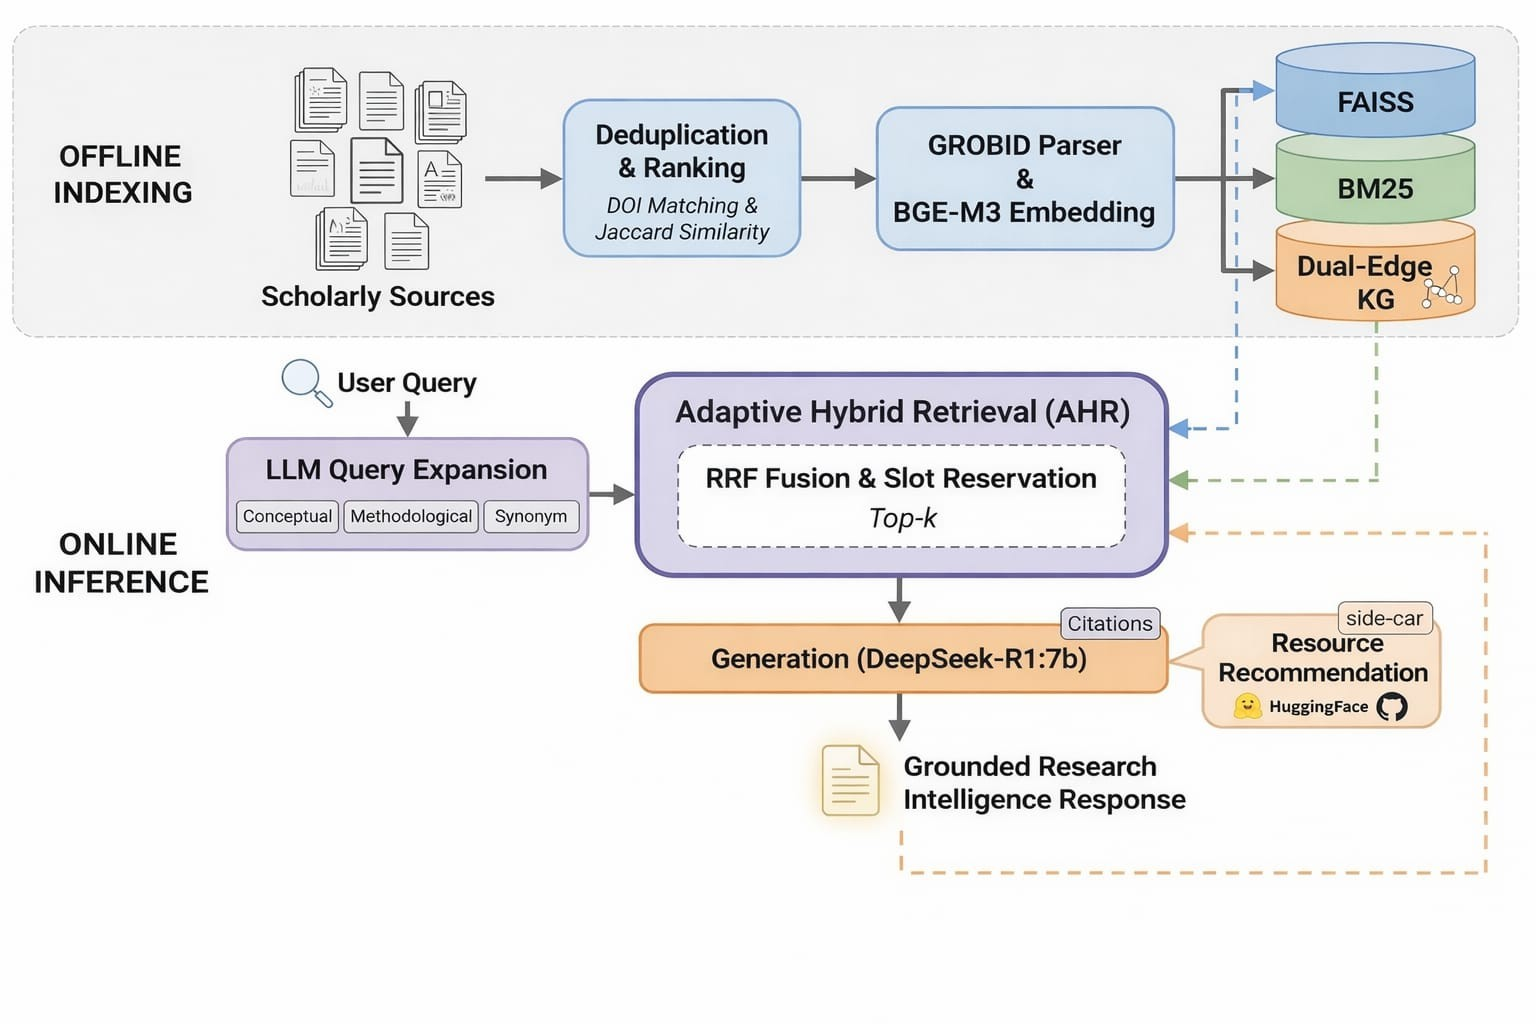 OFFLINE
INDEXING
Scholarly Sources
Deduplication
& Ranking
DOI Matching &
Jaccard Similarity
GROBID Parser
&
BGE-M3 Embedding
FAISS
BM25
Dual-Edge
KG
User Query
LLM Query Expansion
Conceptual
Methodological
Synonym
Adaptive Hybrid Retrieval (AHR)
RRF Fusion & Slot Reservation
Top-k
ONLINE
INFERENCE
Citations
Generation (DeepSeek-R1:7b)
side-car
Resource
Recommendation
HuggingFace
Grounded Research
Intelligence Response